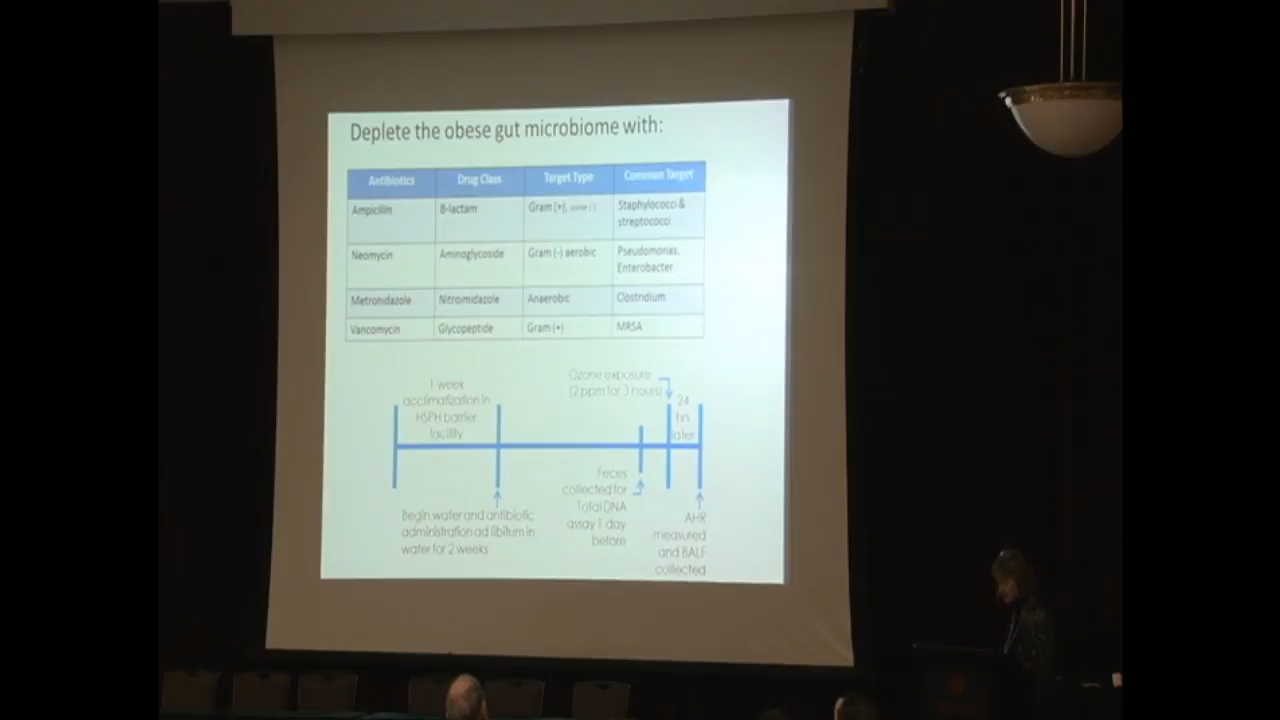 Deplete the obese gut microbiome with:
Antibiotics Drug Class Target Type Common Target
Ampicillin B-lactam Gram (+), some Staphylococci &
streptococci
Neomycin Aminoglycoside Gram (-) aerobic Pseudomonas,
Enterobacter
Metronidazole Nitroimidazole Anaerobic Clostridium
Vancomycin Glycopeptide Gram (+) MRSA
1 week
acclimatization in
HSPH barrier
facility
Ozone exposure
(2 ppm for 3 hours)
24
hrs
later
Begin water and antibiotic
administration ad libitum in
water for 2 weeks
Feces
collected for
Total DNA
assay 1 day
before
AHR
measured
and BALF
collected